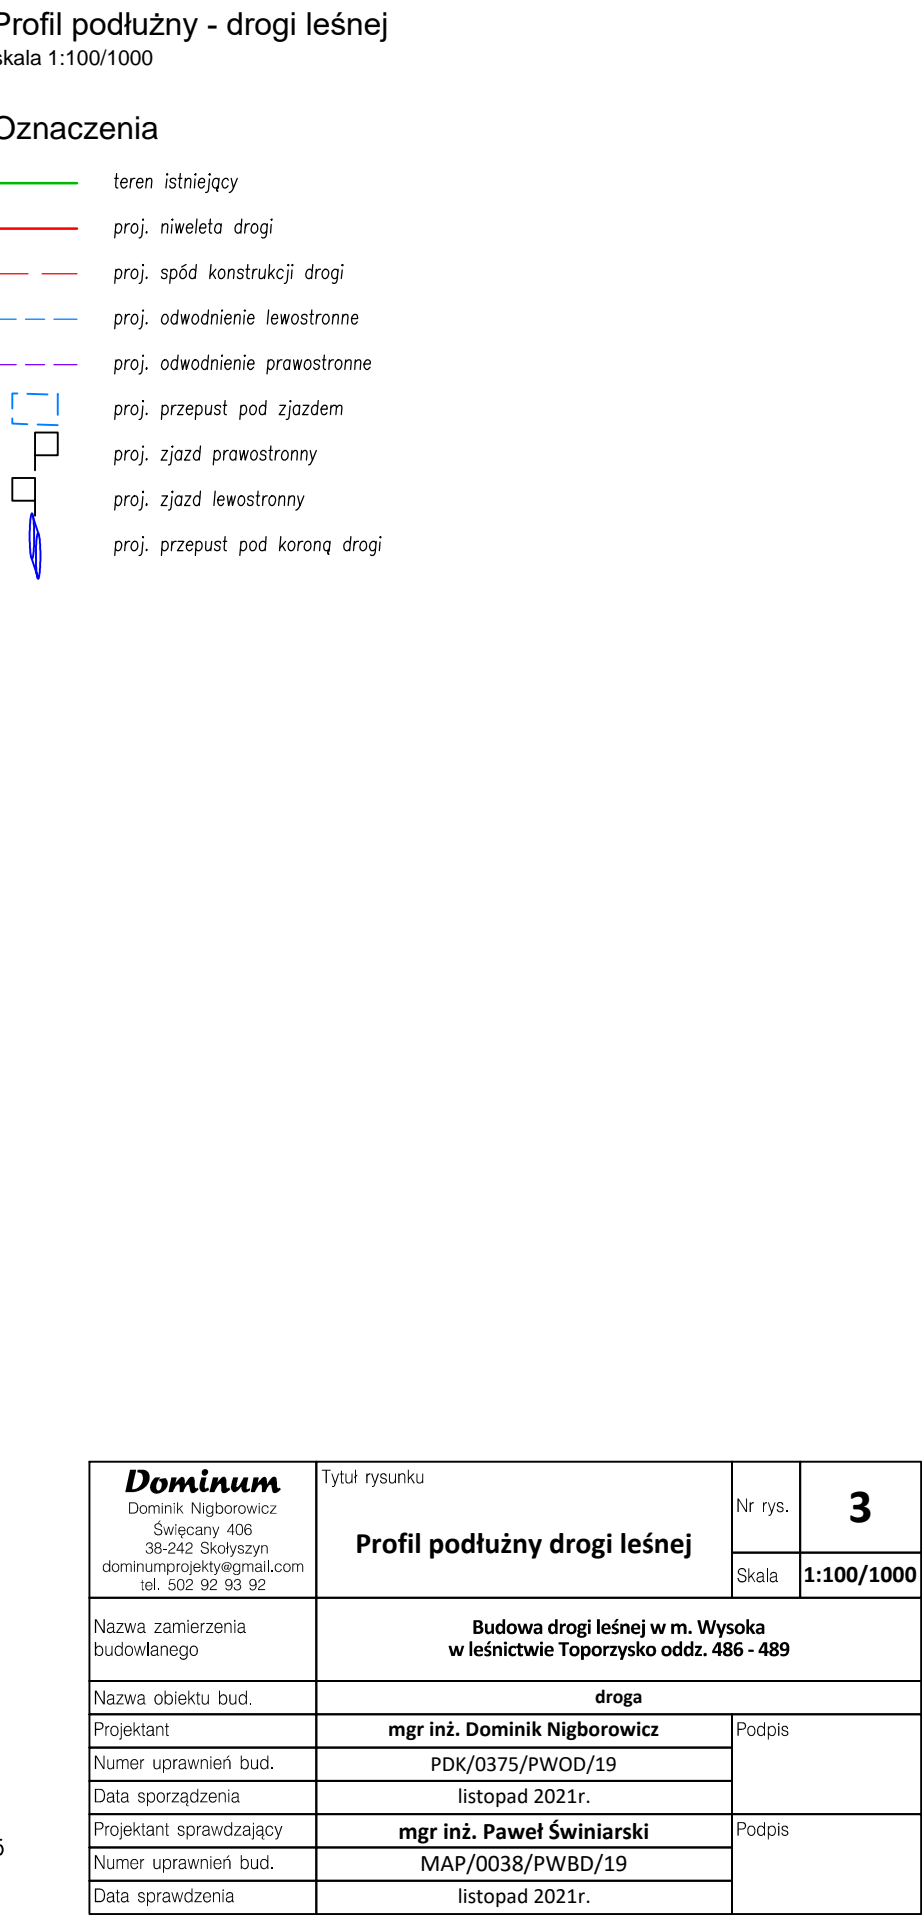 Profil podłużny - drogi leśnej
skala 1:100/1000
Oznaczenia
teren istniejący
proj. niweleta drogi
proj. spód konstrukcji drogi
proj. odwodnienie lewostronne
proj. odwodnienie prawostronne
proj. przepust pod zjazdem
proj. zjazd prawostronny
proj. zjazd lewostronny
proj. przepust pod koroną drogi
Dominum
Dominik Nigborowicz
Święcany 406
38-242 Skołyszyn
dominumprojekty@gmail.com
tel. 502 92 93 92
Tytuł rysunku
Profil podłużny drogi leśnej
Nr rys.
3
Skala
1:100/1000
Nazwa zamierzenia
budowlanego
Budowa drogi leśnej w m. Wysoka
w leśnictwie Toporzysko oddz. 486 - 489
Nazwa obiektu bud.
droga
Projektant
mgr inż. Dominik Nigborowicz
Podpis
Numer uprawnień bud.
PDK/0375/PWOD/19
Data sporządzenia
listopad 2021r.
Projektant sprawdzający
mgr inż. Paweł Świniarski
Podpis
Numer uprawnień bud.
MAP/0038/PWBD/19
Data sprawdzenia
listopad 2021r.